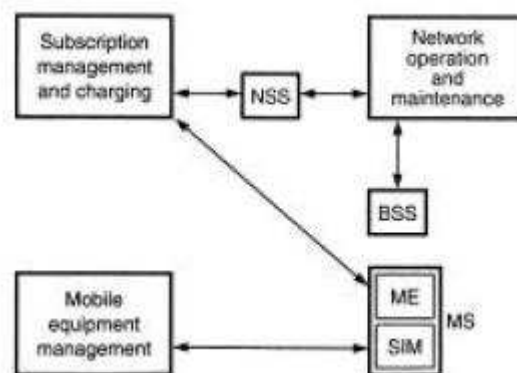 Subscription
management
and charging
NSS
Network
operation
and
maintenance
BSS
Mobile
equipment
management
ME
SIM
MS